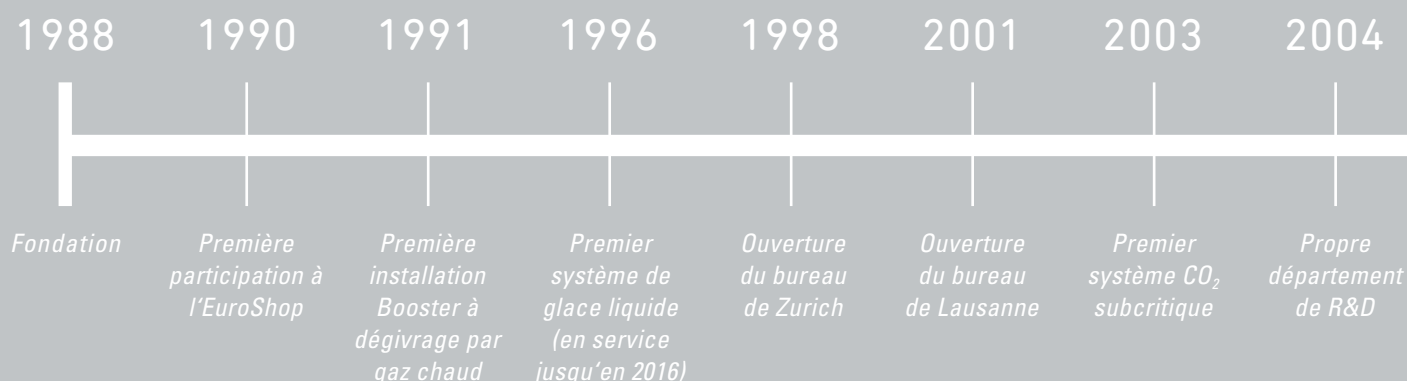 1988 1990 1991 1996 1998 2001 2003 2004
Fondation
Première
participation à
l'EuroShop
Première
installation
Booster à
dégivrage par
gaz chaud
Premier
système de
glace liquide
(en service
jusqu'en 2016)
Ouverture
du bureau
de Zurich
Ouverture
du bureau
de Lausanne
Premier
système CO₂
subcritique
Propre
département
de R&D